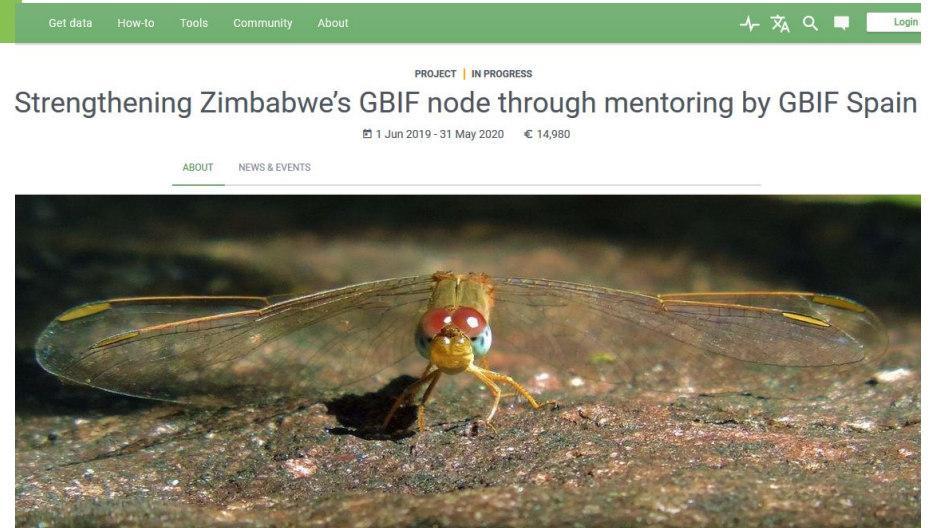 Get data How-to Tools Community About Login
PROJECT | IN PROGRESS
Strengthening Zimbabwe's GBIF node through mentoring by GBIF Spain
1 Jun 2019 - 31 May 2020 € 14,980
ABOUT NEWS & EVENTS